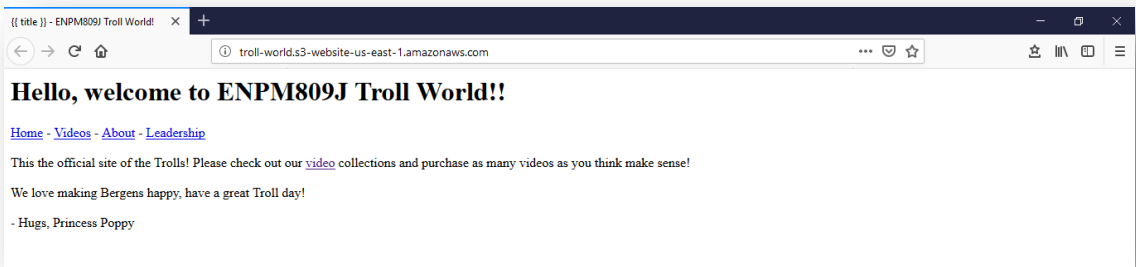 {{ title }} - ENPM809J Troll World!
troll-world.s3-website-us-east-1.amazonaws.com
Hello, welcome to ENPM809J Troll World!!
Home - Videos - About - Leadership
This the official site of the Trolls! Please check out our video collections and purchase as many videos as you think make sense!
We love making Bergens happy, have a great Troll day!
- Hugs, Princess Poppy